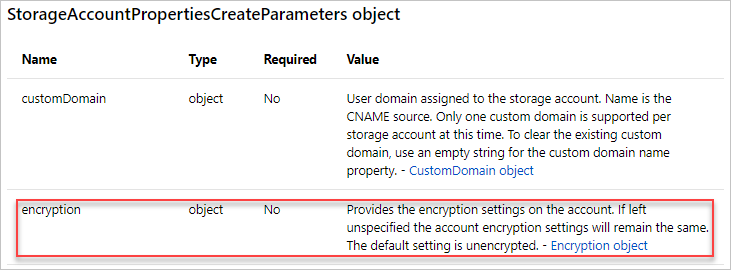 StorageAccountPropertiesCreateParameters object
Name Type Required Value
customDomain object No User domain assigned to the storage account. Name is the
CNAME source. Only one custom domain is supported per
storage account at this time. To clear the existing custom
domain, use an empty string for the custom domain name
property. - CustomDomain object
encryption object No Provides the encryption settings on the account. If left
unspecified the account encryption settings will remain the same.
The default setting is unencrypted. - Encryption object